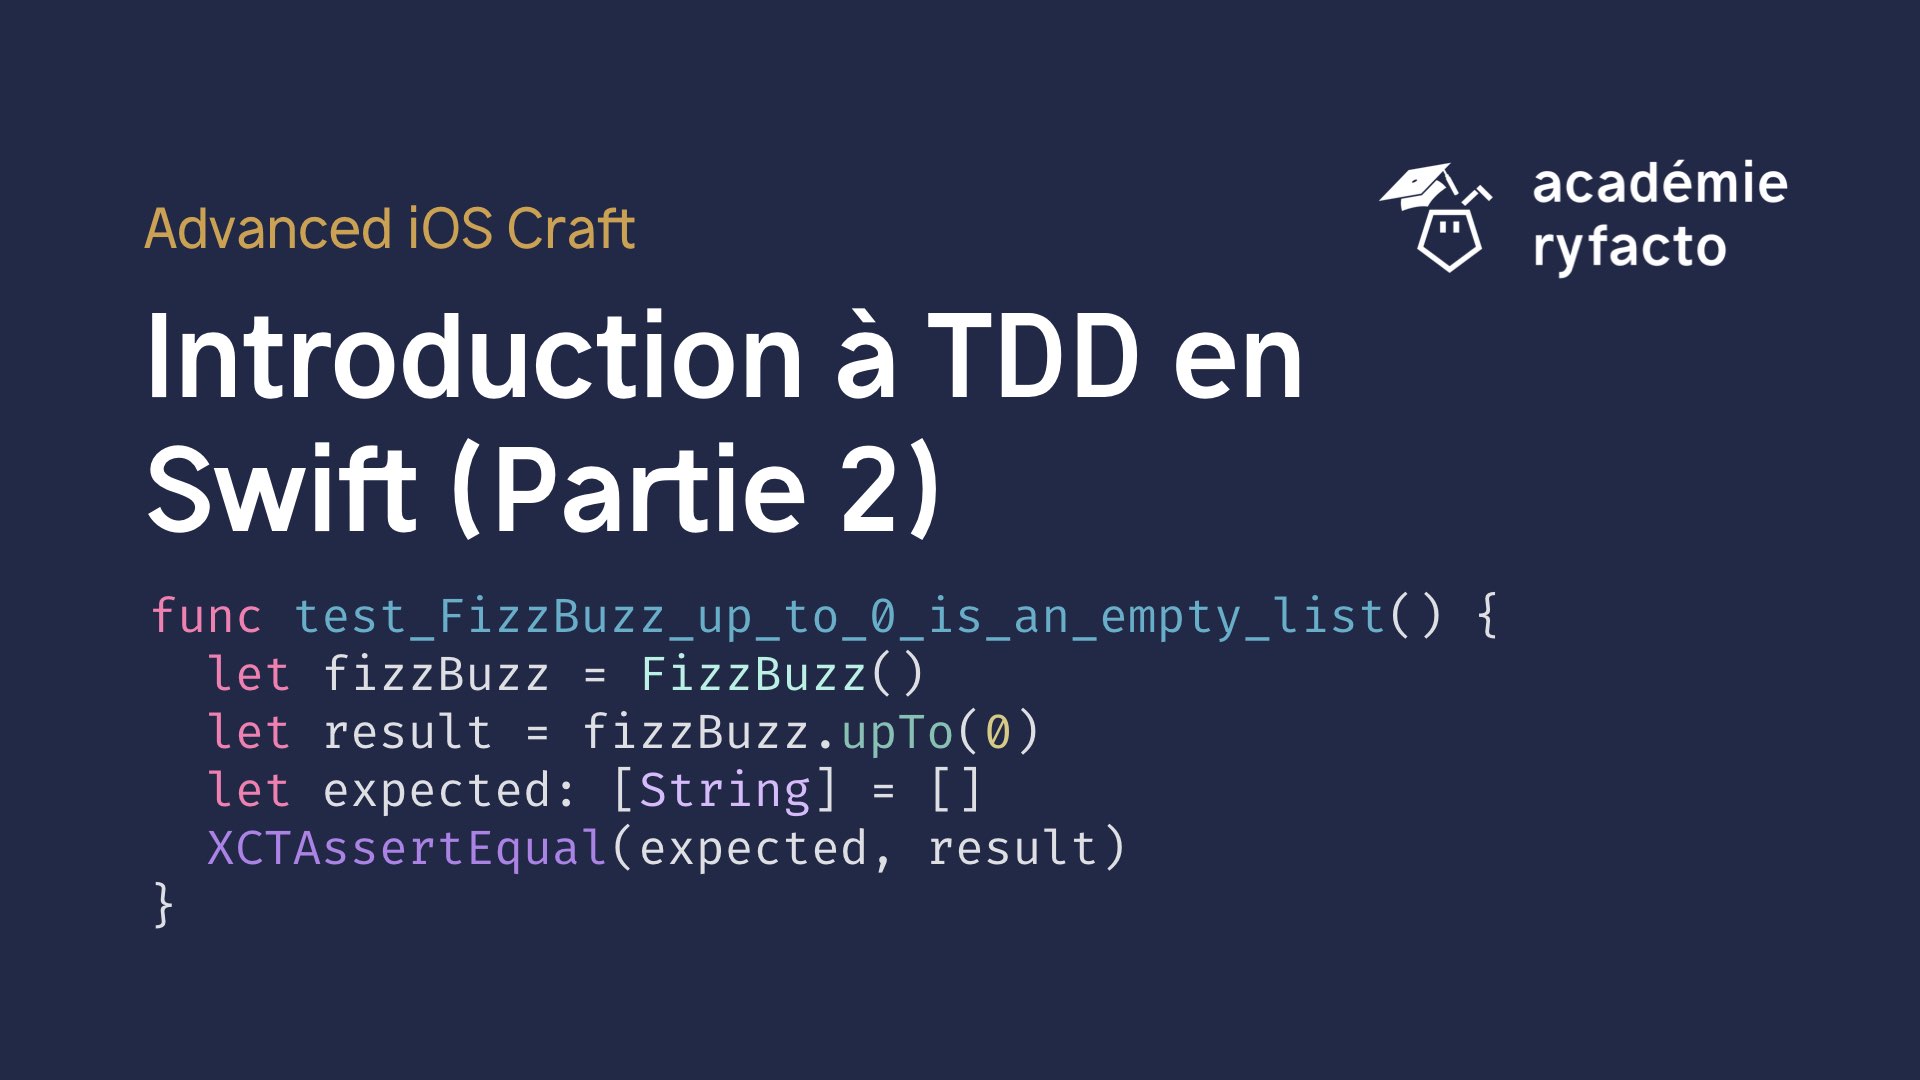 Advanced iOS Craft
académie
ryfacto
Introduction à TDD en
Swift (Partie 2)
func test_FizzBuzz_up_to_0_is_an_empty_list() {
  let fizzBuzz = FizzBuzz()
  let result = fizzBuzz.upTo(0)
  let expected: [String] = []
  XCTAssertEqual(expected, result)
}